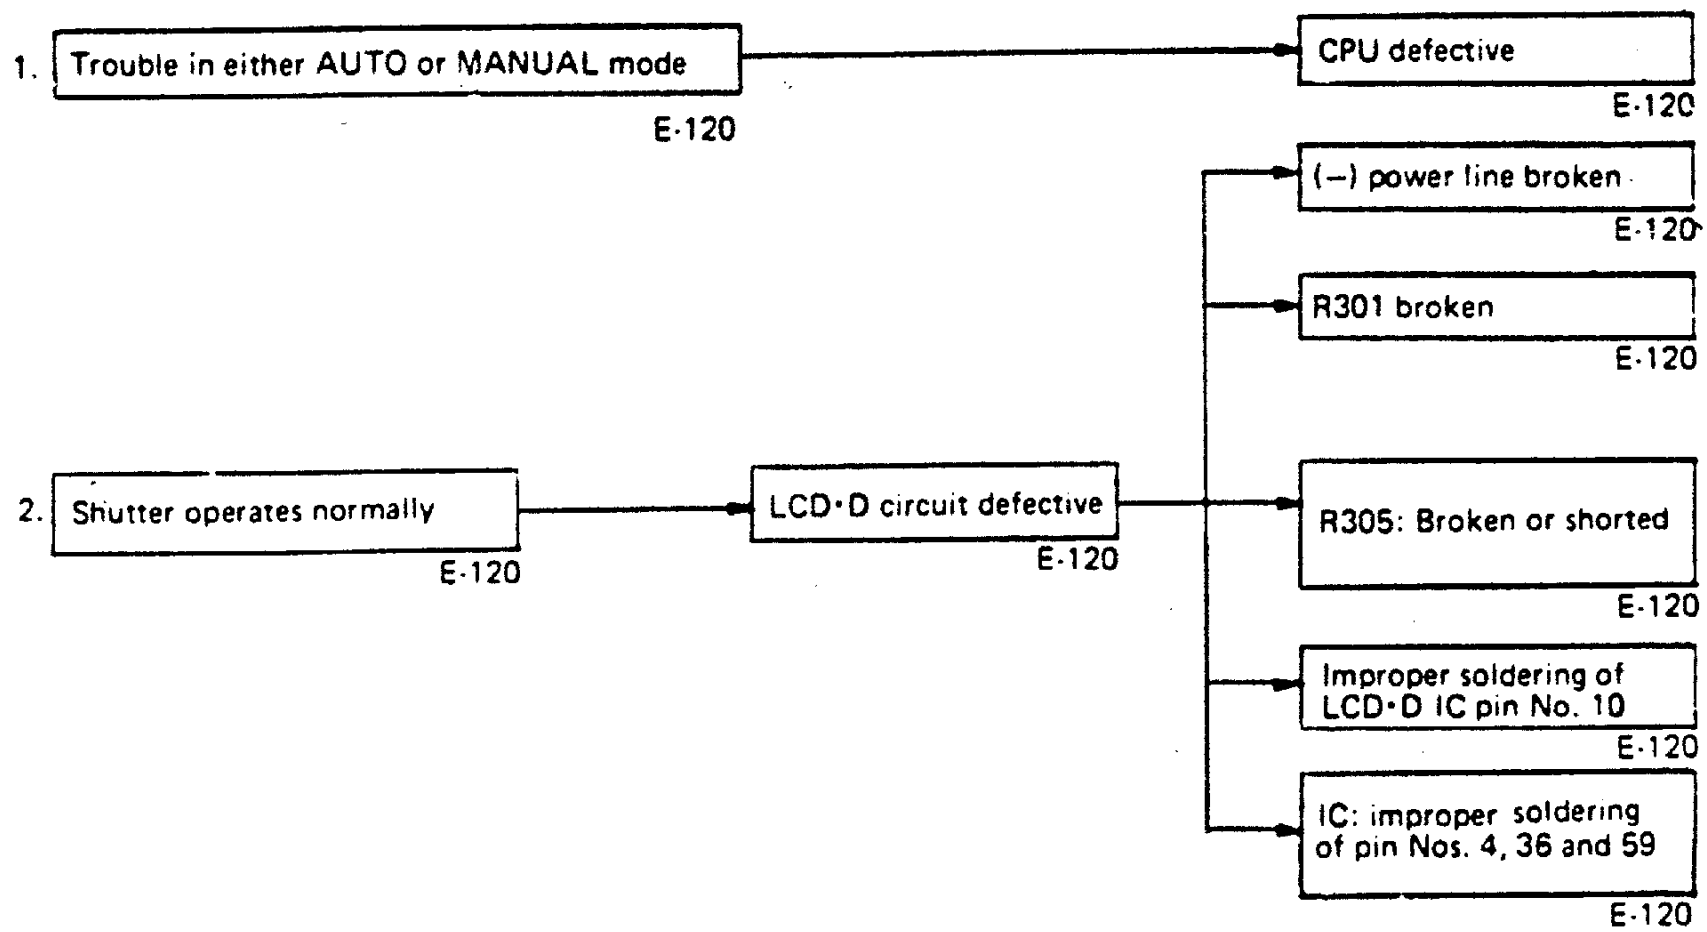 1. Trouble in either AUTO or MANUAL mode
E-120
CPU defective
E-120
(–) power line broken
E-120
R301 broken
E-120
2. Shutter operates normally
E-120
LCD·D circuit defective
E-120
R305: Broken or shorted
E-120
Improper soldering of
LCD·D IC pin No. 10
E-120
IC: improper soldering
of pin Nos. 4, 36 and 59
E-120